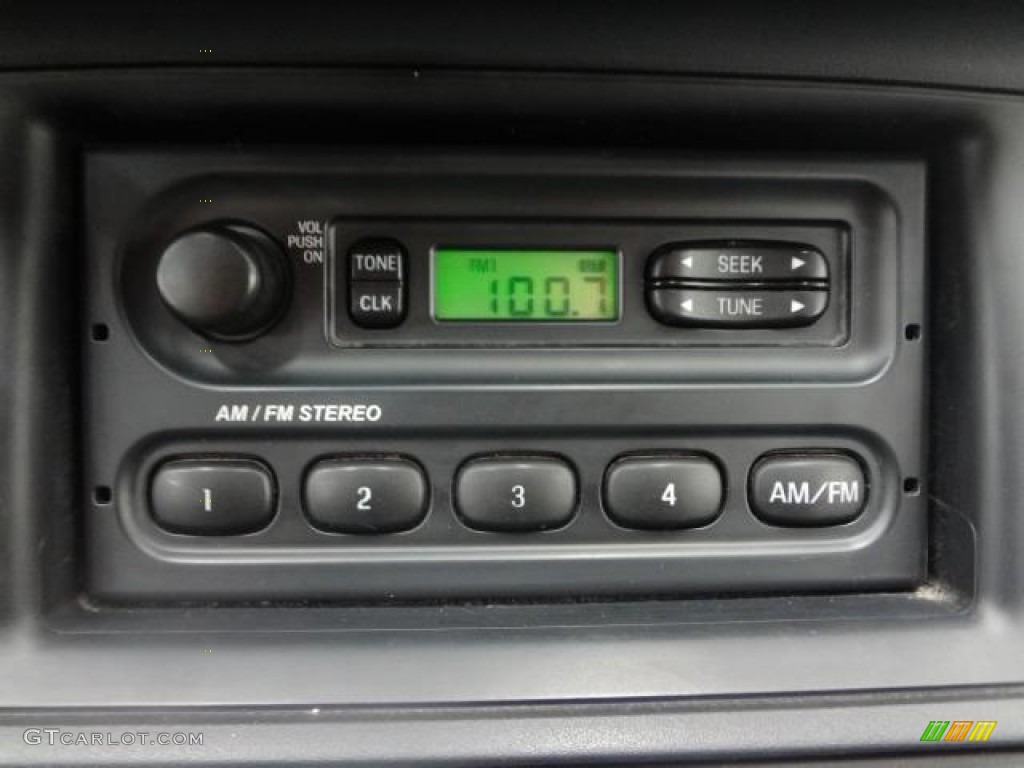 VOL
PUSH
ON
TONE
CLK
FM1
100.7
SEEK
TUNE
AM / FM STEREO
1 2 3 4 AM/FM
GTCARLOT.COM